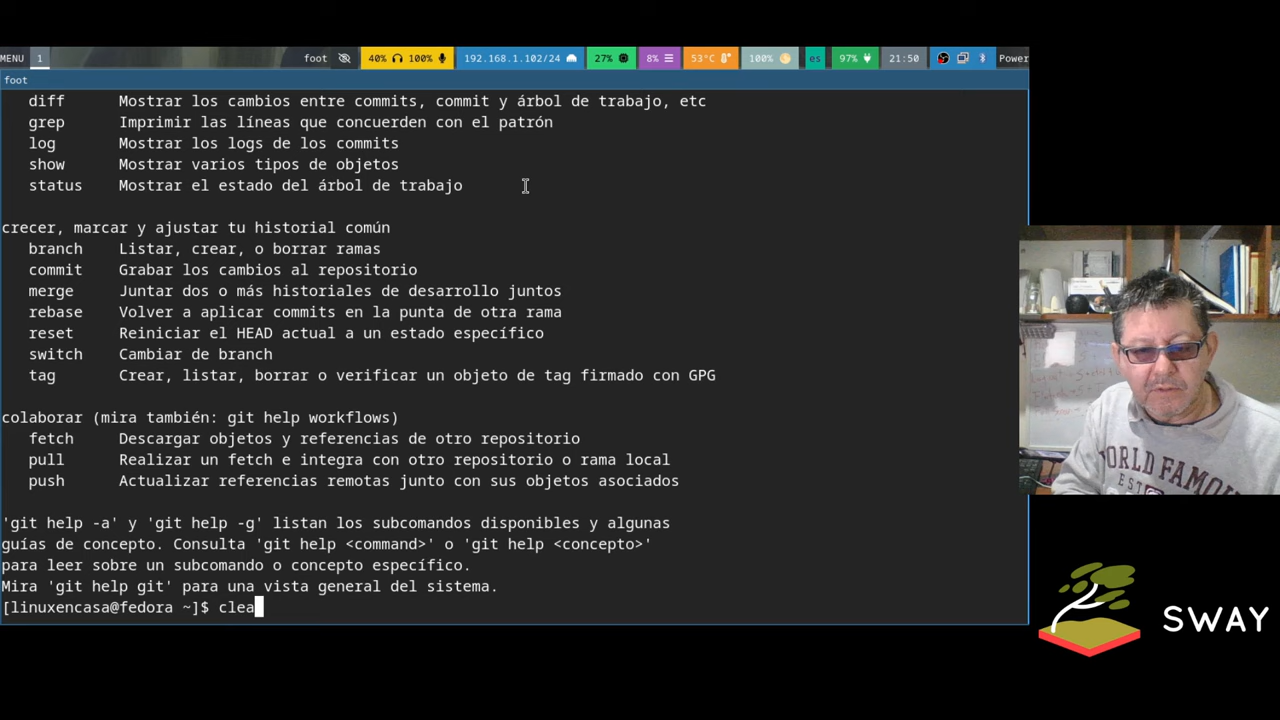 MENU 1 foot 40% 100% 192.168.1.102/24 27% 8% 53°C 100% es 97% 21:50 Power
foot
diff Mostrar los cambios entre commits, commit y árbol de trabajo, etc
grep Imprimir las líneas que concuerden con el patrón
log Mostrar los logs de los commits
show Mostrar varios tipos de objetos
status Mostrar el estado del árbol de trabajo
crecer, marcar y ajustar tu historial común
branch Listar, crear, o borrar ramas
commit Grabar los cambios al repositorio
merge Juntar dos o más historiales de desarrollo juntos
rebase Volver a aplicar commits en la punta de otra rama
reset Reiniciar el HEAD actual a un estado específico
switch Cambiar de branch
tag Crear, listar, borrar o verificar un objeto de tag firmado con GPG
colaborar (mira también: git help workflows)
fetch Descargar objetos y referencias de otro repositorio
pull Realizar un fetch e integra con otro repositorio o rama local
push Actualizar referencias remotas junto con sus objetos asociados
'git help -a' y 'git help -g' listan los subcomandos disponibles y algunas
guías de concepto. Consulta 'git help <command>' o 'git help <concepto>'
para leer sobre un subcomando o concepto específico.
Mira 'git help git' para una vista general del sistema.
[linuxencasa@fedora ~]$ clea
WORLD FAMOU
EST
SWAY